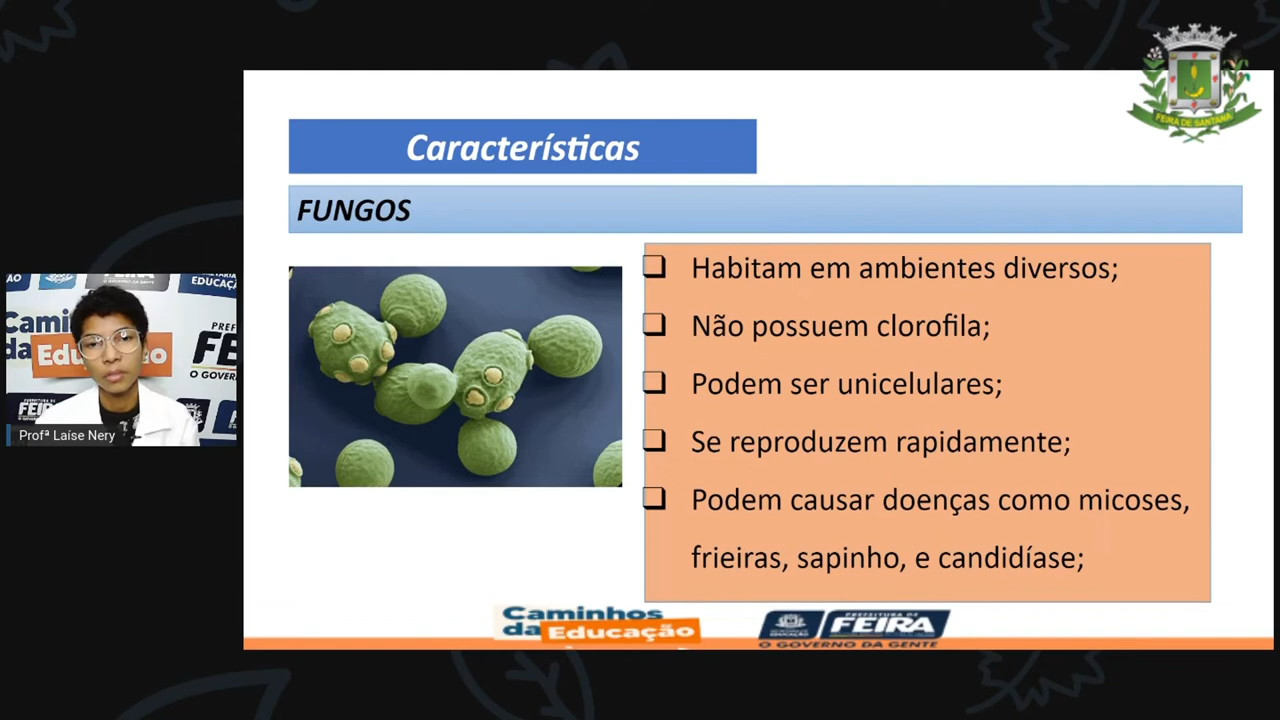 FEIRA DE SANTANA
Características
FUNGOS
Habitam em ambientes diversos;
Não possuem clorofila;
Podem ser unicelulares;
Se reproduzem rapidamente;
Podem causar doenças como micoses,
frieiras, sapinho, e candidíase;
Profª Laíse Nery
Caminhos
da Educação
PREFEITURA DE
FEIRA
O GOVERNO DA GENTE